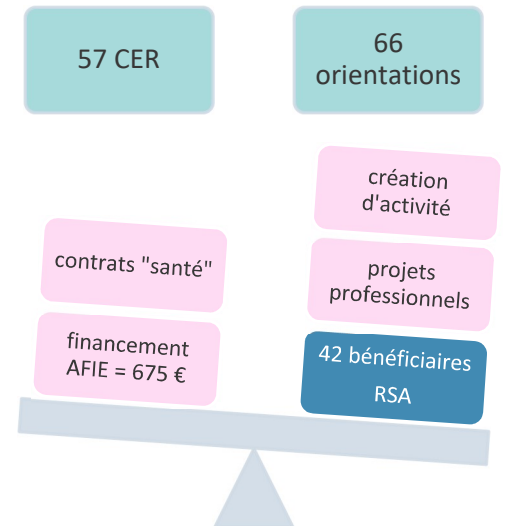 57 CER
66
orientations
contrats "santé"
financement
AFIE = 675 €
création
d'activité
projets
professionnels
42 bénéficiaires
RSA